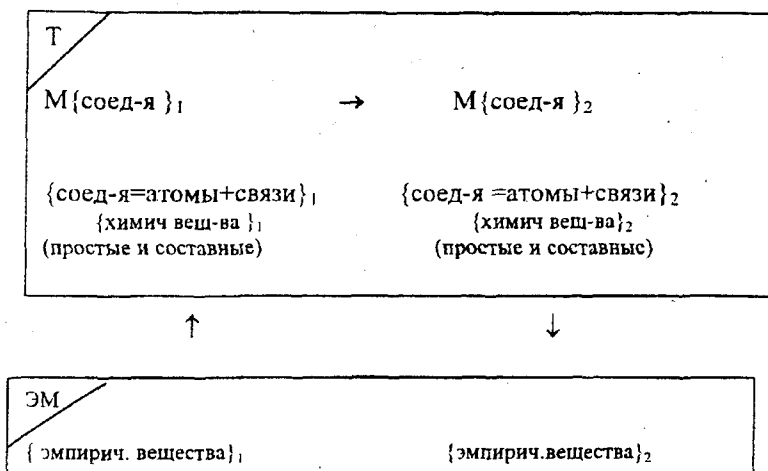 Т
М{соед-я }₁ → М{соед-я }₂
{соед-я=атомы+связи}₁ {соед-я =атомы+связи}₂
{химич вещ-ва }₁ {химич вещ-ва}₂
(простые и составные) (простые и составные)
↑ ↓
ЭМ
{ эмпирич. вещества}₁ {эмпирич.вещества}₂